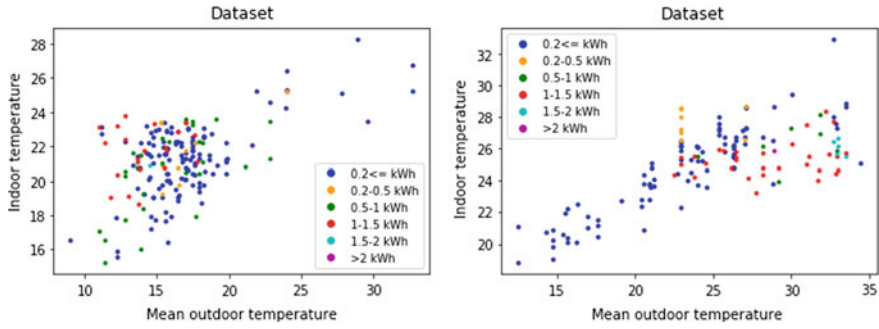 Dataset
Indoor temperature
28
26
24
22
20
18
16
0.2<= kWh
0.2-0.5 kWh
0.5-1 kWh
1-1.5 kWh
1.5-2 kWh
>2 kWh
10
15
20
25
30
Mean outdoor temperature
Dataset
Indoor temperature
32
30
28
26
24
22
20
0.2<= kWh
0.2-0.5 kWh
0.5-1 kWh
1-1.5 kWh
1.5-2 kWh
>2 kWh
15
20
25
30
35
Mean outdoor temperature